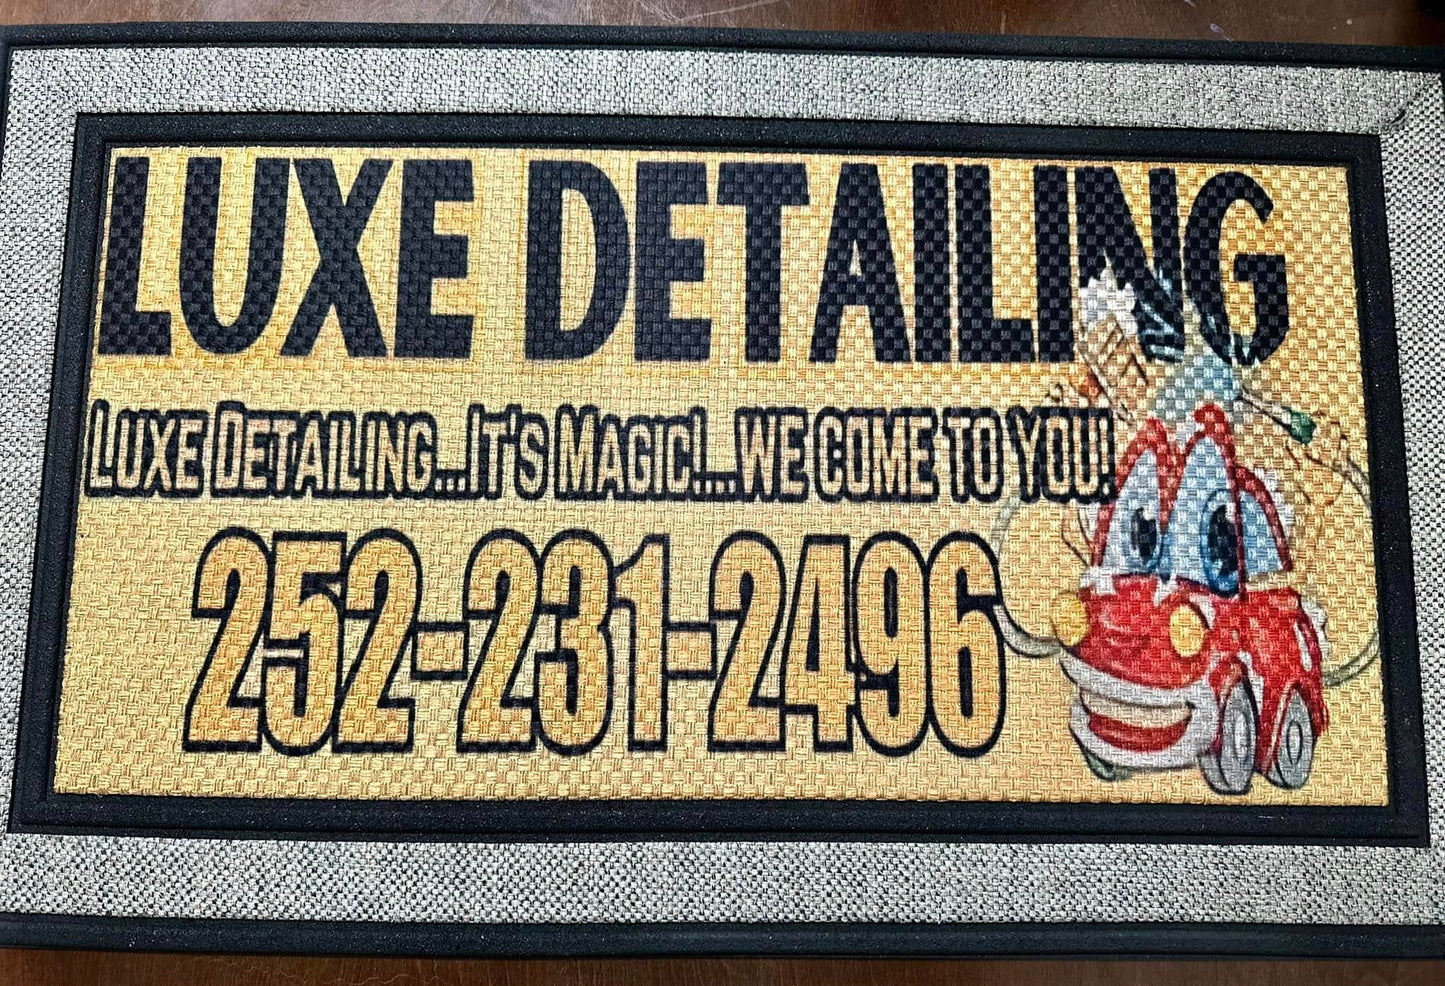 LUXE DETAILING
LUXE DETAILING...IT'S MAGIC!....WE COME TO YOU!
252-231-2496